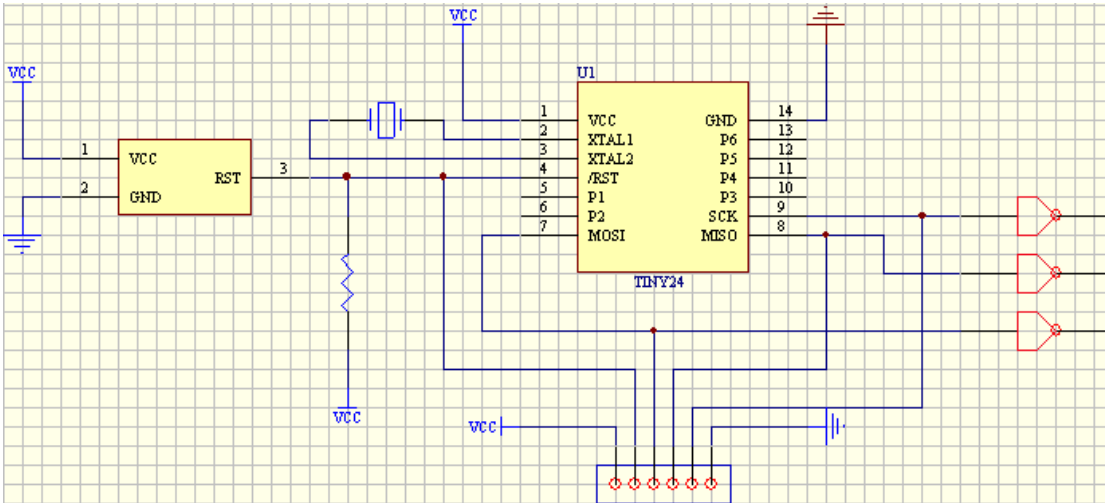 VCC
VCC
1 VCC
2 GND
RST 3
U1
1 VCC
2 XTAL1
3 XTAL2
4 /RST
5 P1
6 P2
7 MOSI
GND 14
P6 13
P5 12
P4 11
P3 10
SCK 9
MISO 8
TINY24
VCC
VCC